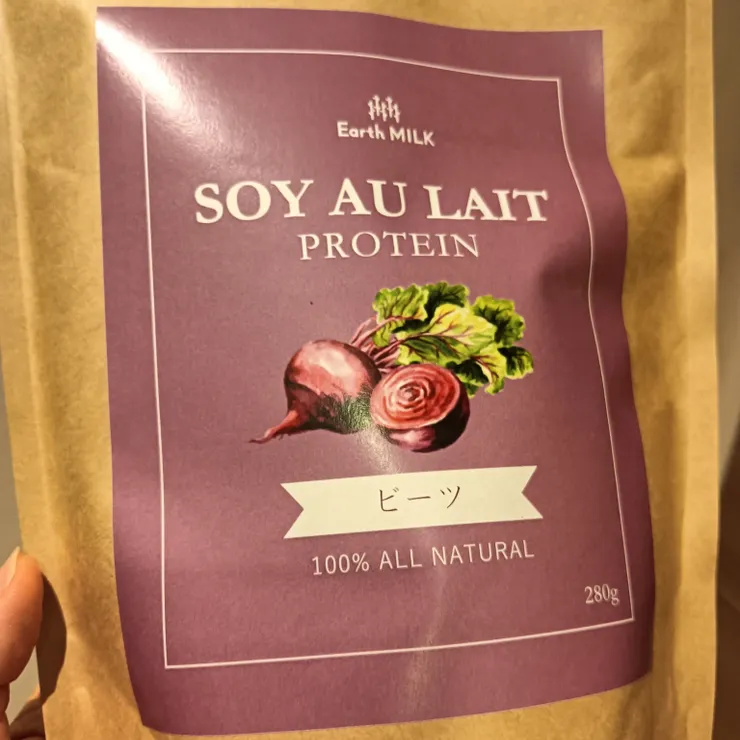 Earth MILK
SOY AU LAIT
PROTEIN
ビーツ
100% ALL NATURAL
280g